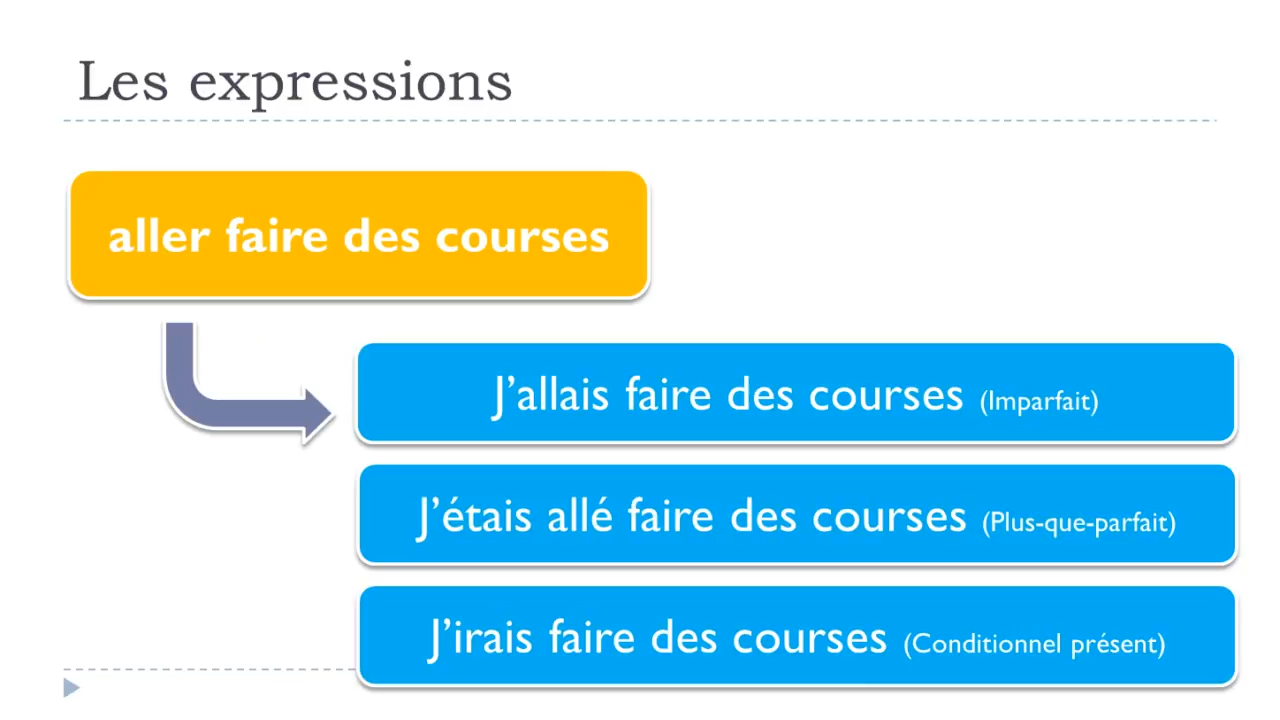 Les expressions
aller faire des courses
J’allais faire des courses (Imparfait)
J’étais allé faire des courses (Plus-que-parfait)
J’irais faire des courses (Conditionnel présent)